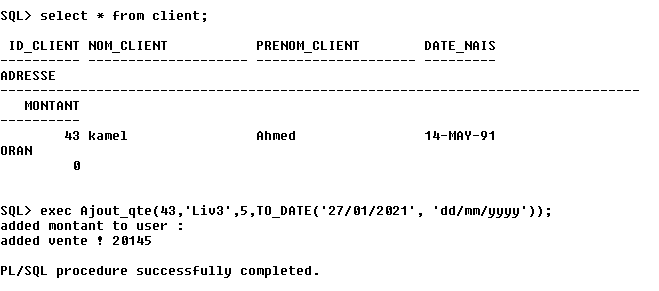 SQL> select * from client;
ID_CLIENT NOM_CLIENT PRENOM_CLIENT DATE_NAIS
---------- -------------------- -------------------- ---------
ADRESSE
--------------------------------------------------------------------------------
MONTANT
----------
43 kamel Ahmed 14-MAY-91
ORAN
0
SQL> exec Ajout_qte(43,'Liv3',5,TO_DATE('27/01/2021', 'dd/mm/yyyy'));
added montant to user :
added vente ! 20145
PL/SQL procedure successfully completed.